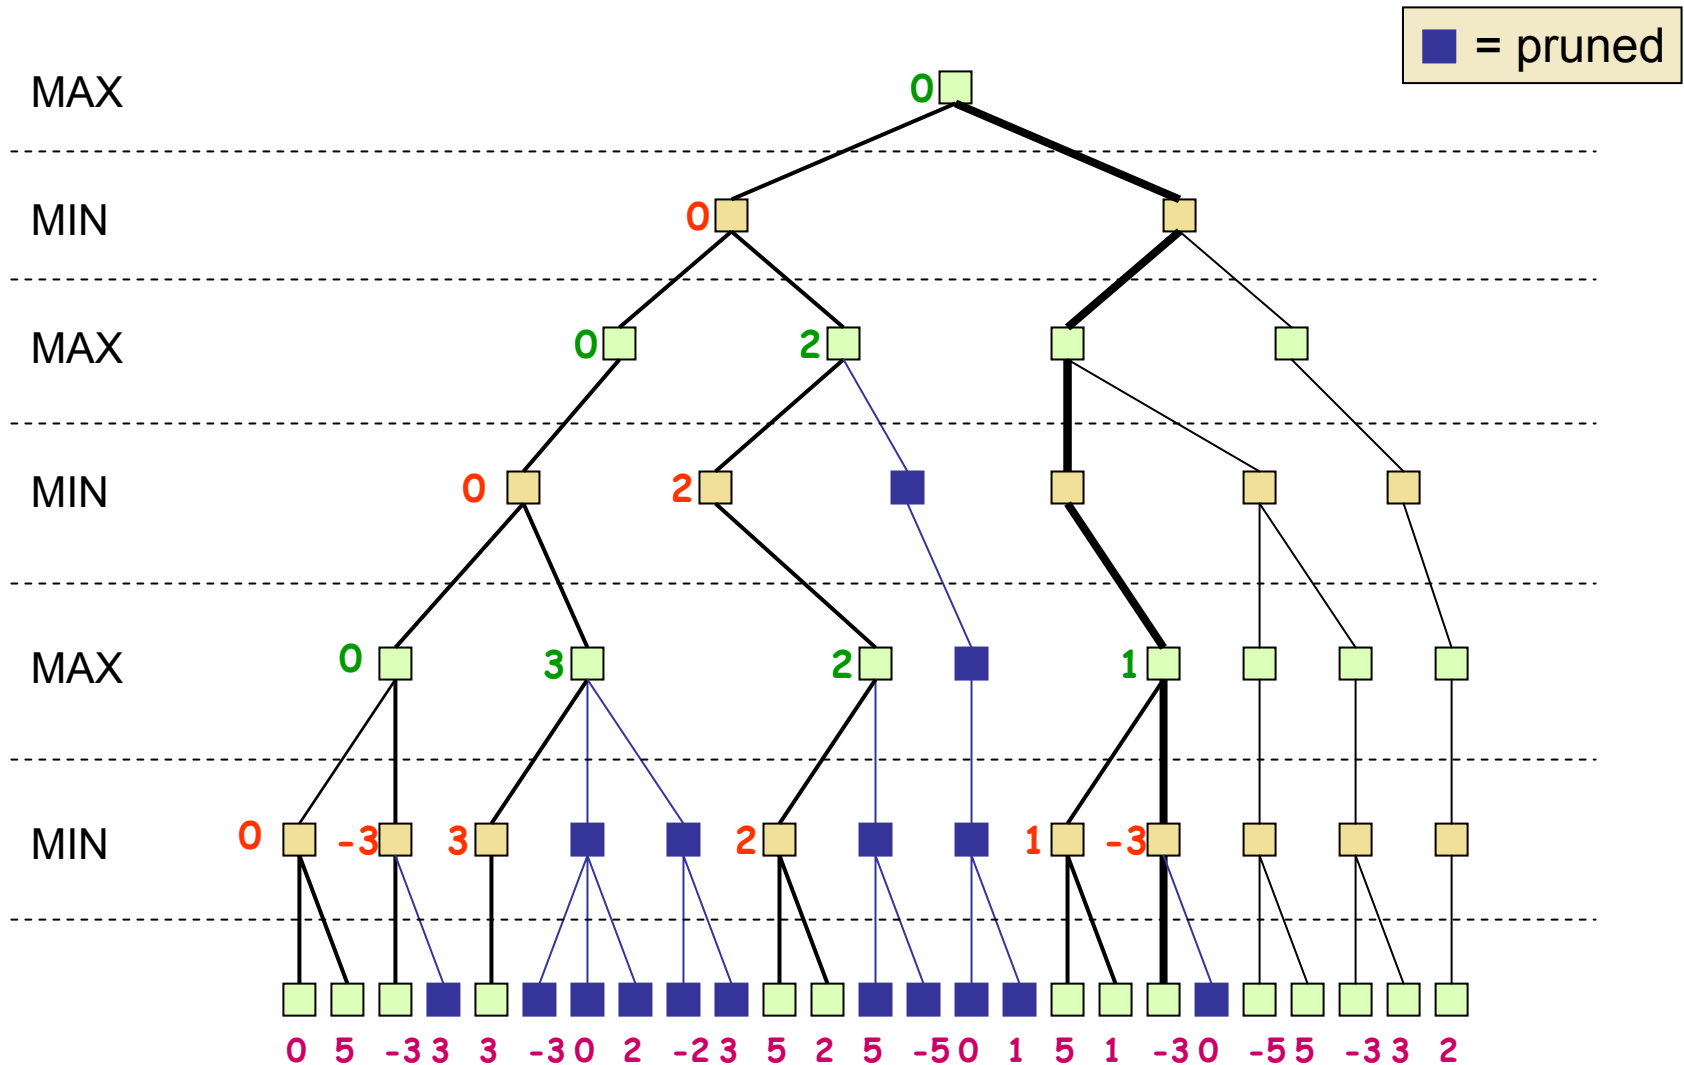 = pruned
MAX 0
MIN 0
MAX 0 2
MIN 0 2
MAX 0 3 2 1
MIN 0 -3 3 2 1 -3
0 5 -3 3 3 -3 0 2 -2 3 5 2 5 -5 0 1 5 1 -3 0 -5 5 -3 3 2